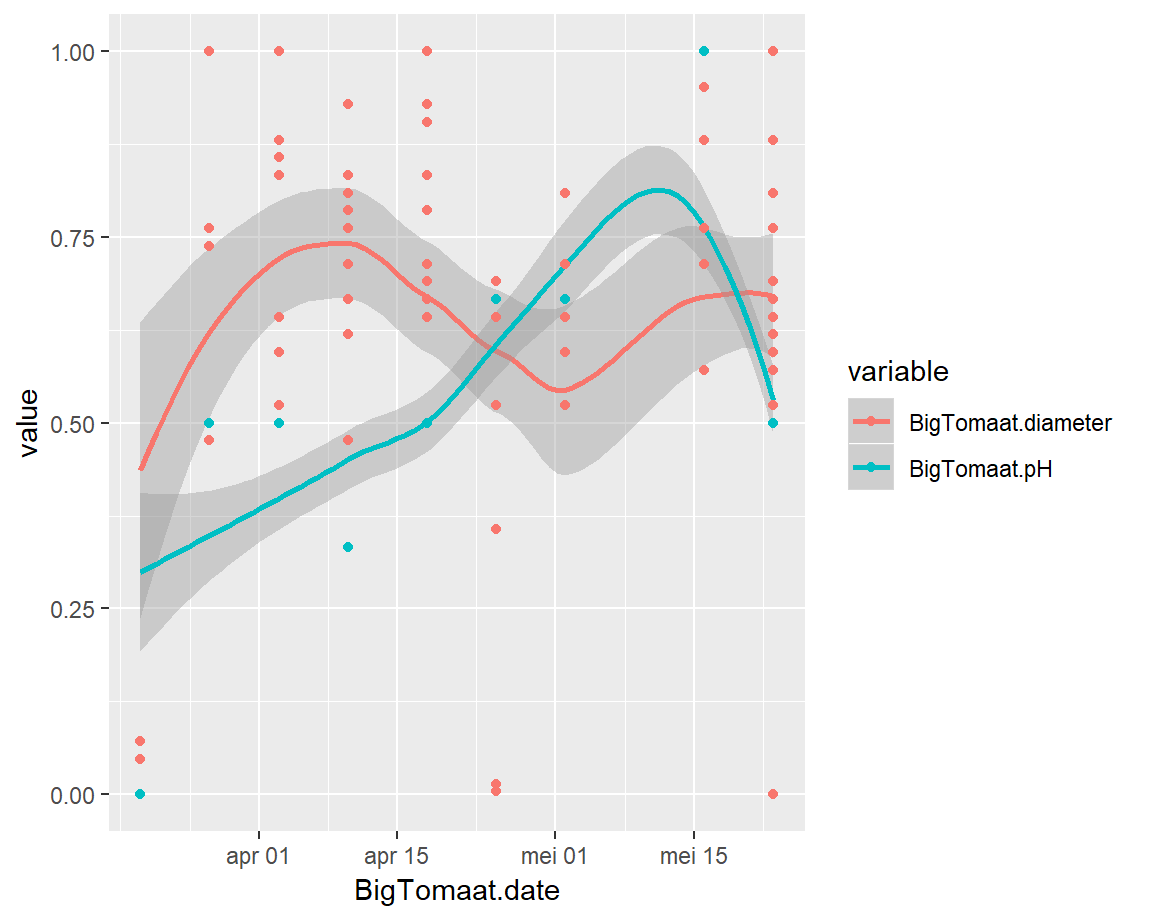 1.00
0.75
0.50
0.25
0.00
value
apr 01
apr 15
mei 01
mei 15
BigTomaat.date
variable
BigTomaat.diameter
BigTomaat.pH